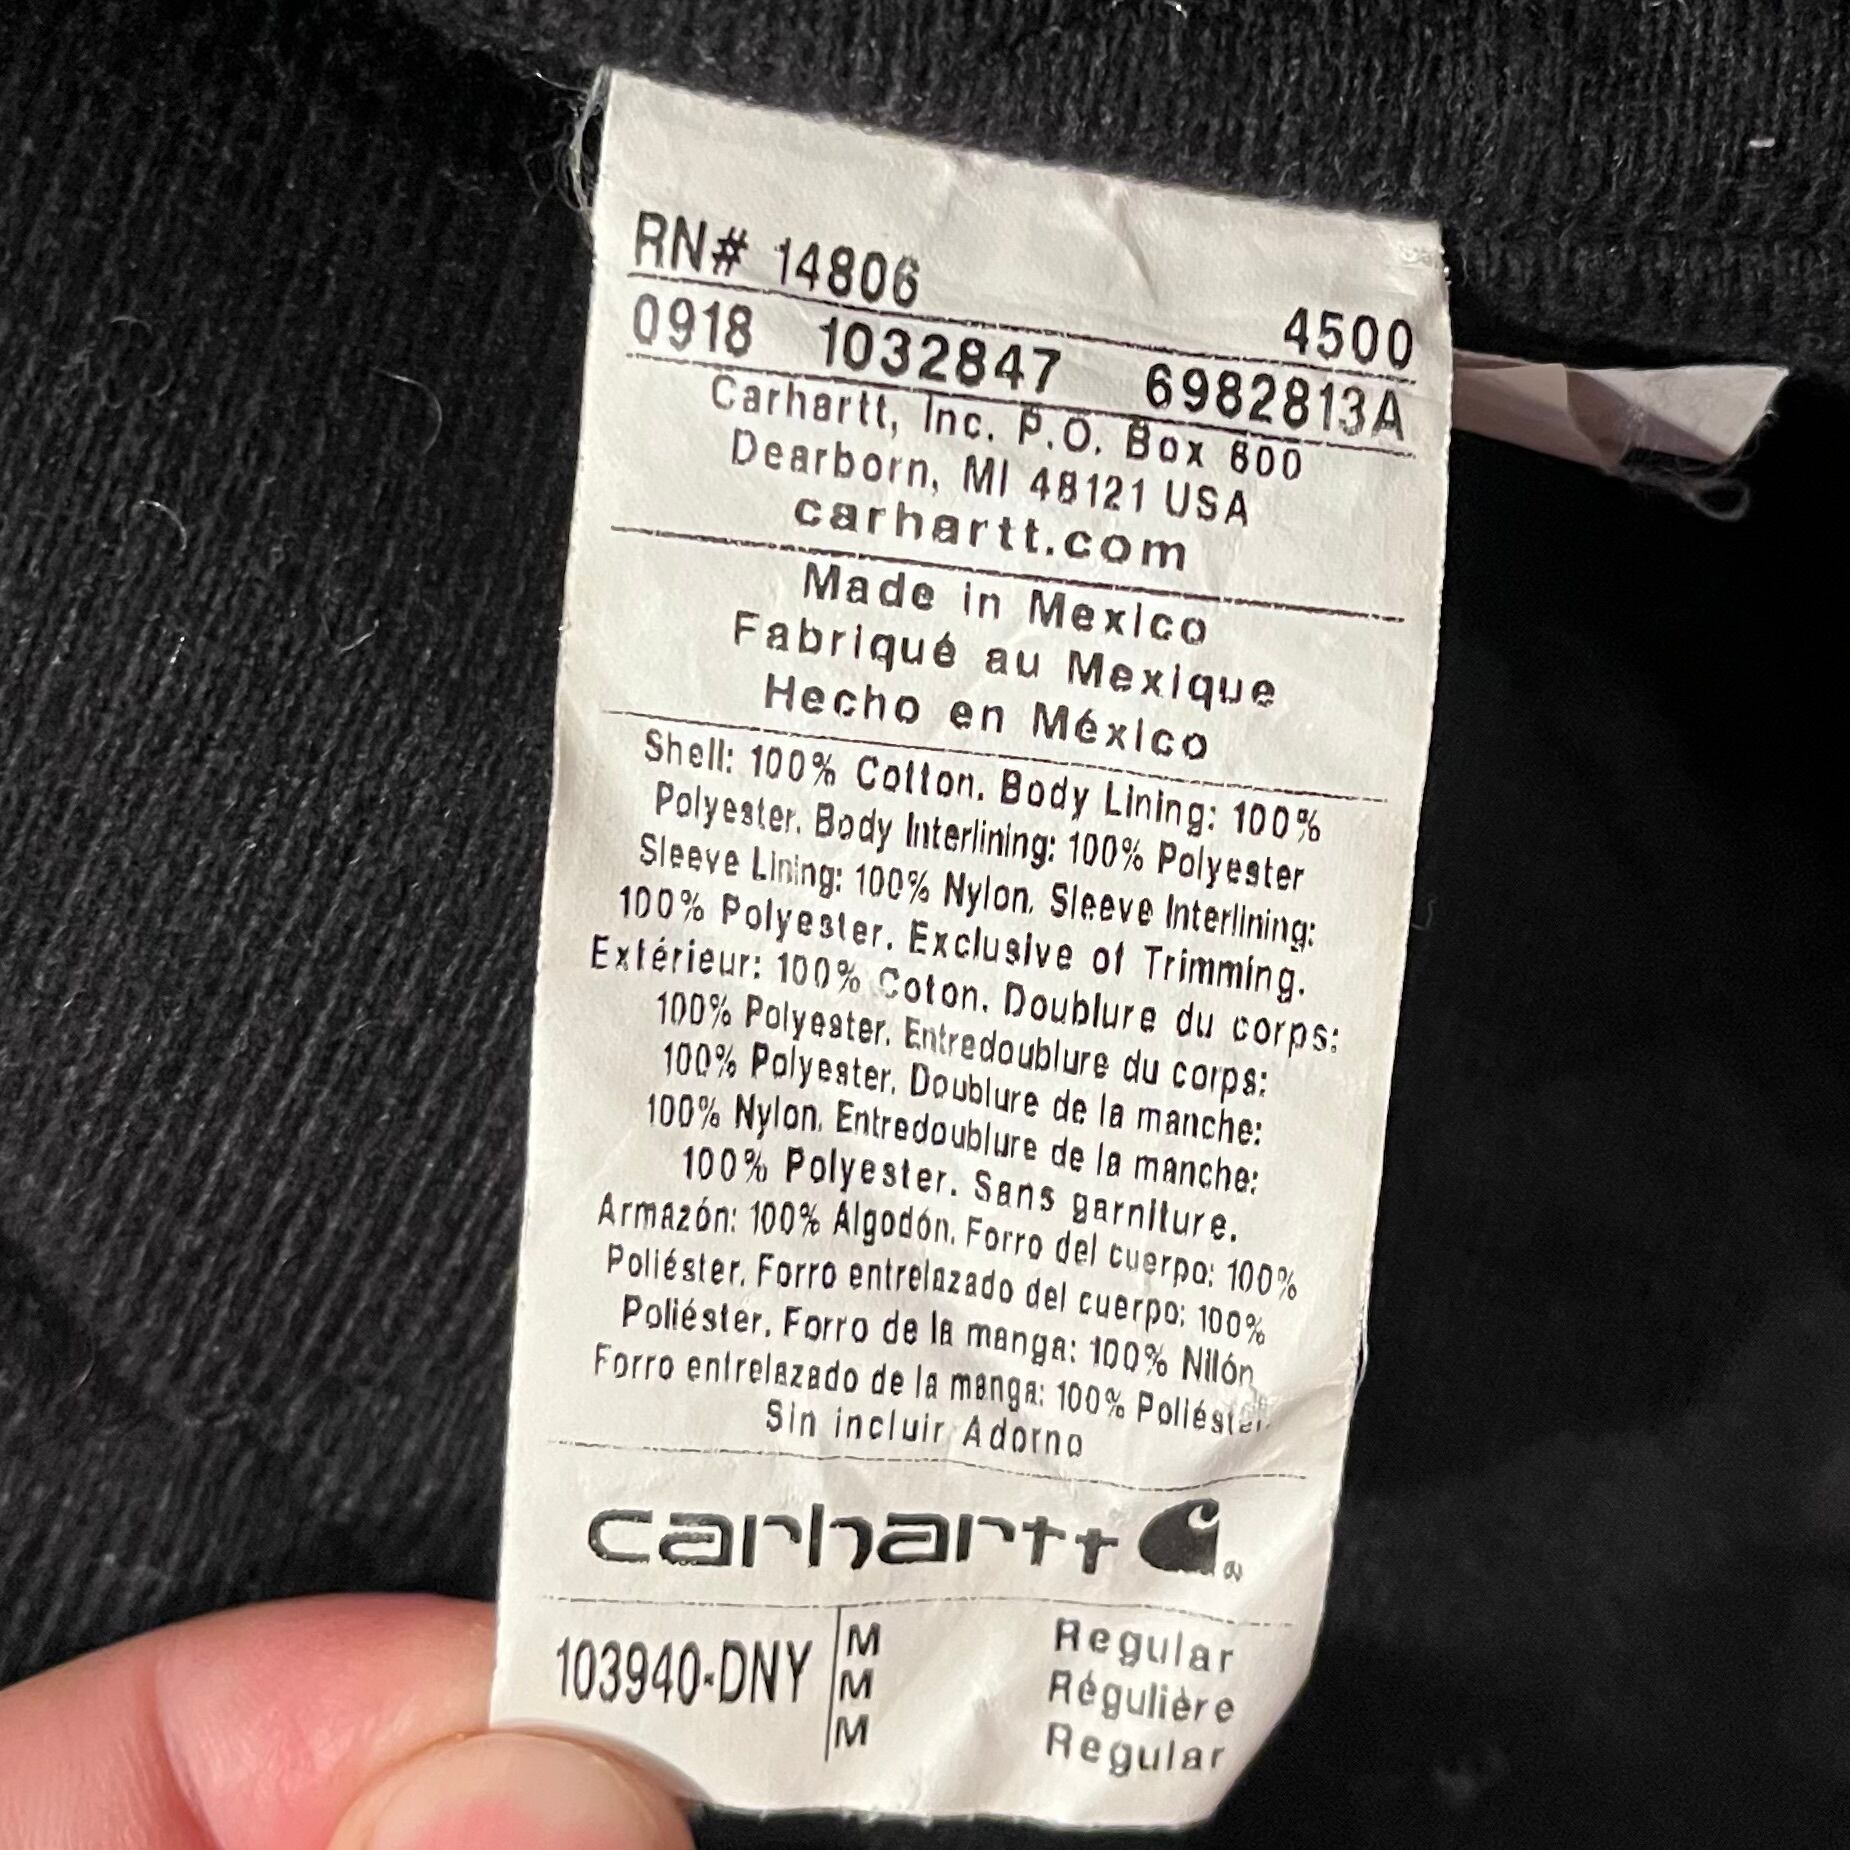 RN# 14806
4500
0918 1032847 6982813A
Carhartt, Inc. P.O. Box 600
Dearborn, MI 48121 USA
carhartt.com
Made in Mexico
Fabriqué au Mexique
Hecho en México
Shell: 100% Cotton. Body Lining: 100%
Polyester. Body Interlining: 100% Polyester
Sleeve Lining: 100% Nylon. Sleeve Interlining:
100% Polyester. Exclusive of Trimming.
Extérieur: 100% Coton. Doublure du corps:
100% Polyester. Entredoublure du corps:
100% Polyester. Doublure de la manche:
100% Nylon. Entredoublure de la manche:
100% Polyester. Sans garniture.
Armazón: 100% Algodón. Forro del cuerpo: 100%
Poliéster. Forro entrelazado del cuerpo: 100%
Poliéster. Forro de la manga: 100% Nilón
Forro entrelazado de la manga: 100% Poliéster.
Sin incluir Adorno
carhartt
103940-DNY
M Regular
M Régulière
M Regular